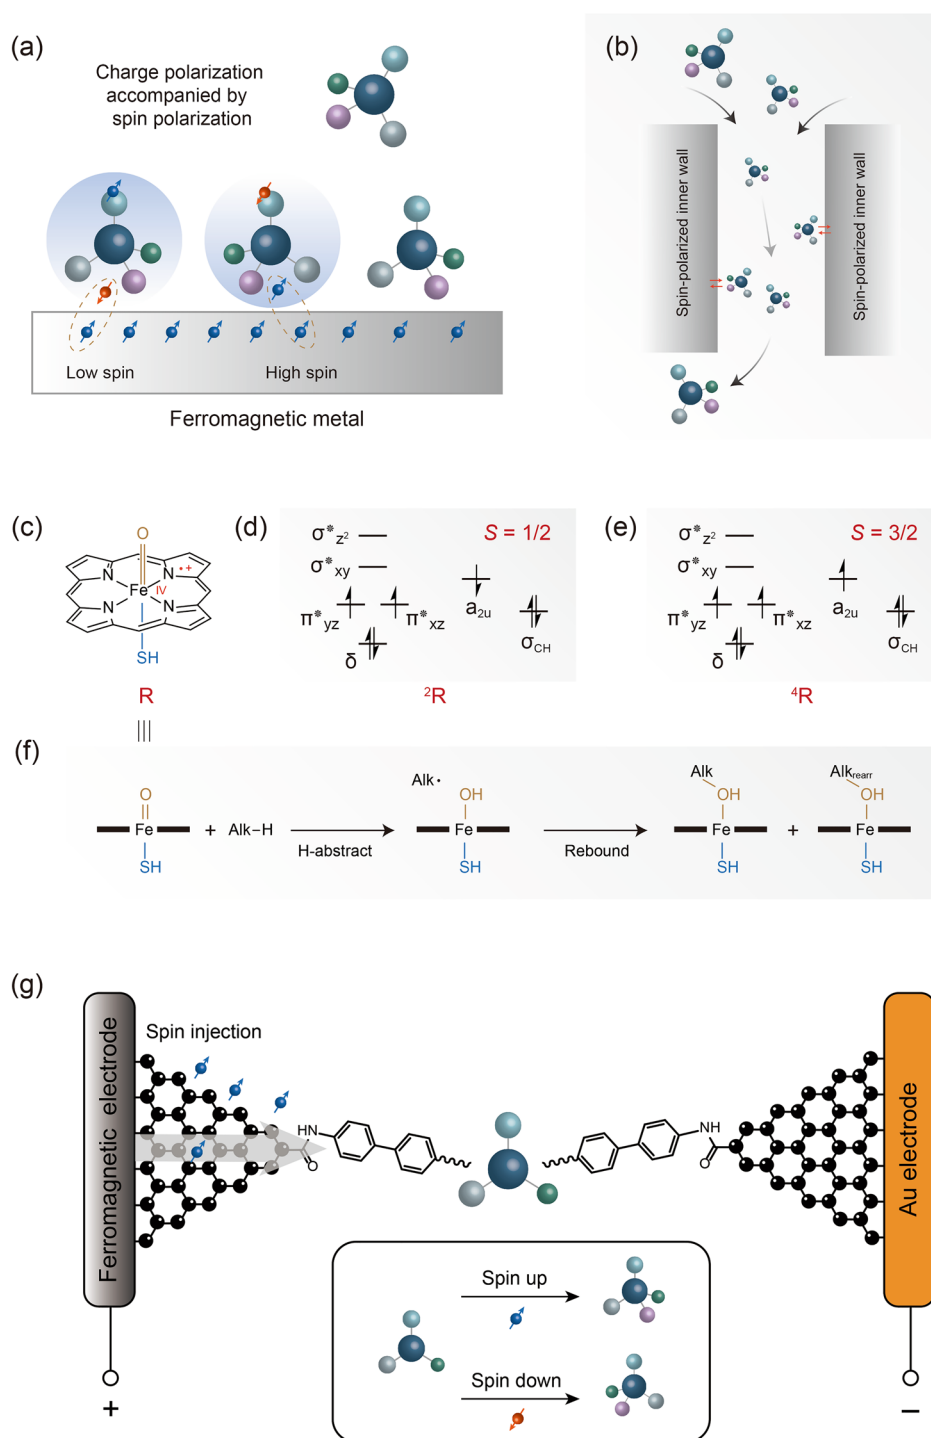 (a)
Charge polarization
accompanied by
spin polarization
Low spin
High spin
Ferromagnetic metal
(b)
Spin-polarized inner wall
Spin-polarized inner wall
(c)
O
N
N
Fe
IV
•+
N
N
SH
R
(d)
σ*z²
S = 1/2
σ*xy
π*yz
π*xz
a2u
δ
σCH
²R
(e)
σ*z²
S = 3/2
σ*xy
π*yz
π*xz
a2u
δ
σCH
⁴R
(f)
O
Fe
SH
+ Alk–H
H-abstract
Alk•
OH
Fe
SH
Rebound
Alk
OH
Fe
SH
+
Alkrearr
OH
Fe
SH
(g)
Ferromagnetic electrode
Spin injection
HN
O
NH
O
Au electrode
Spin up
Spin down
+
−